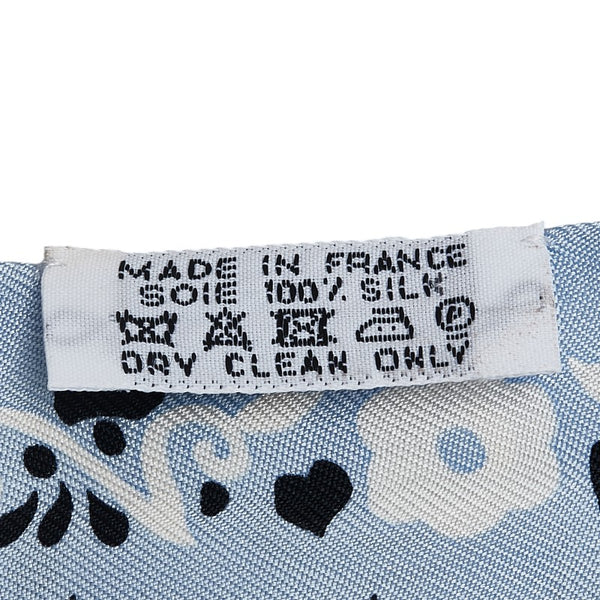 MADE IN FRANCE
SOIE 100% SILK
P
DRY CLEAN ONLY